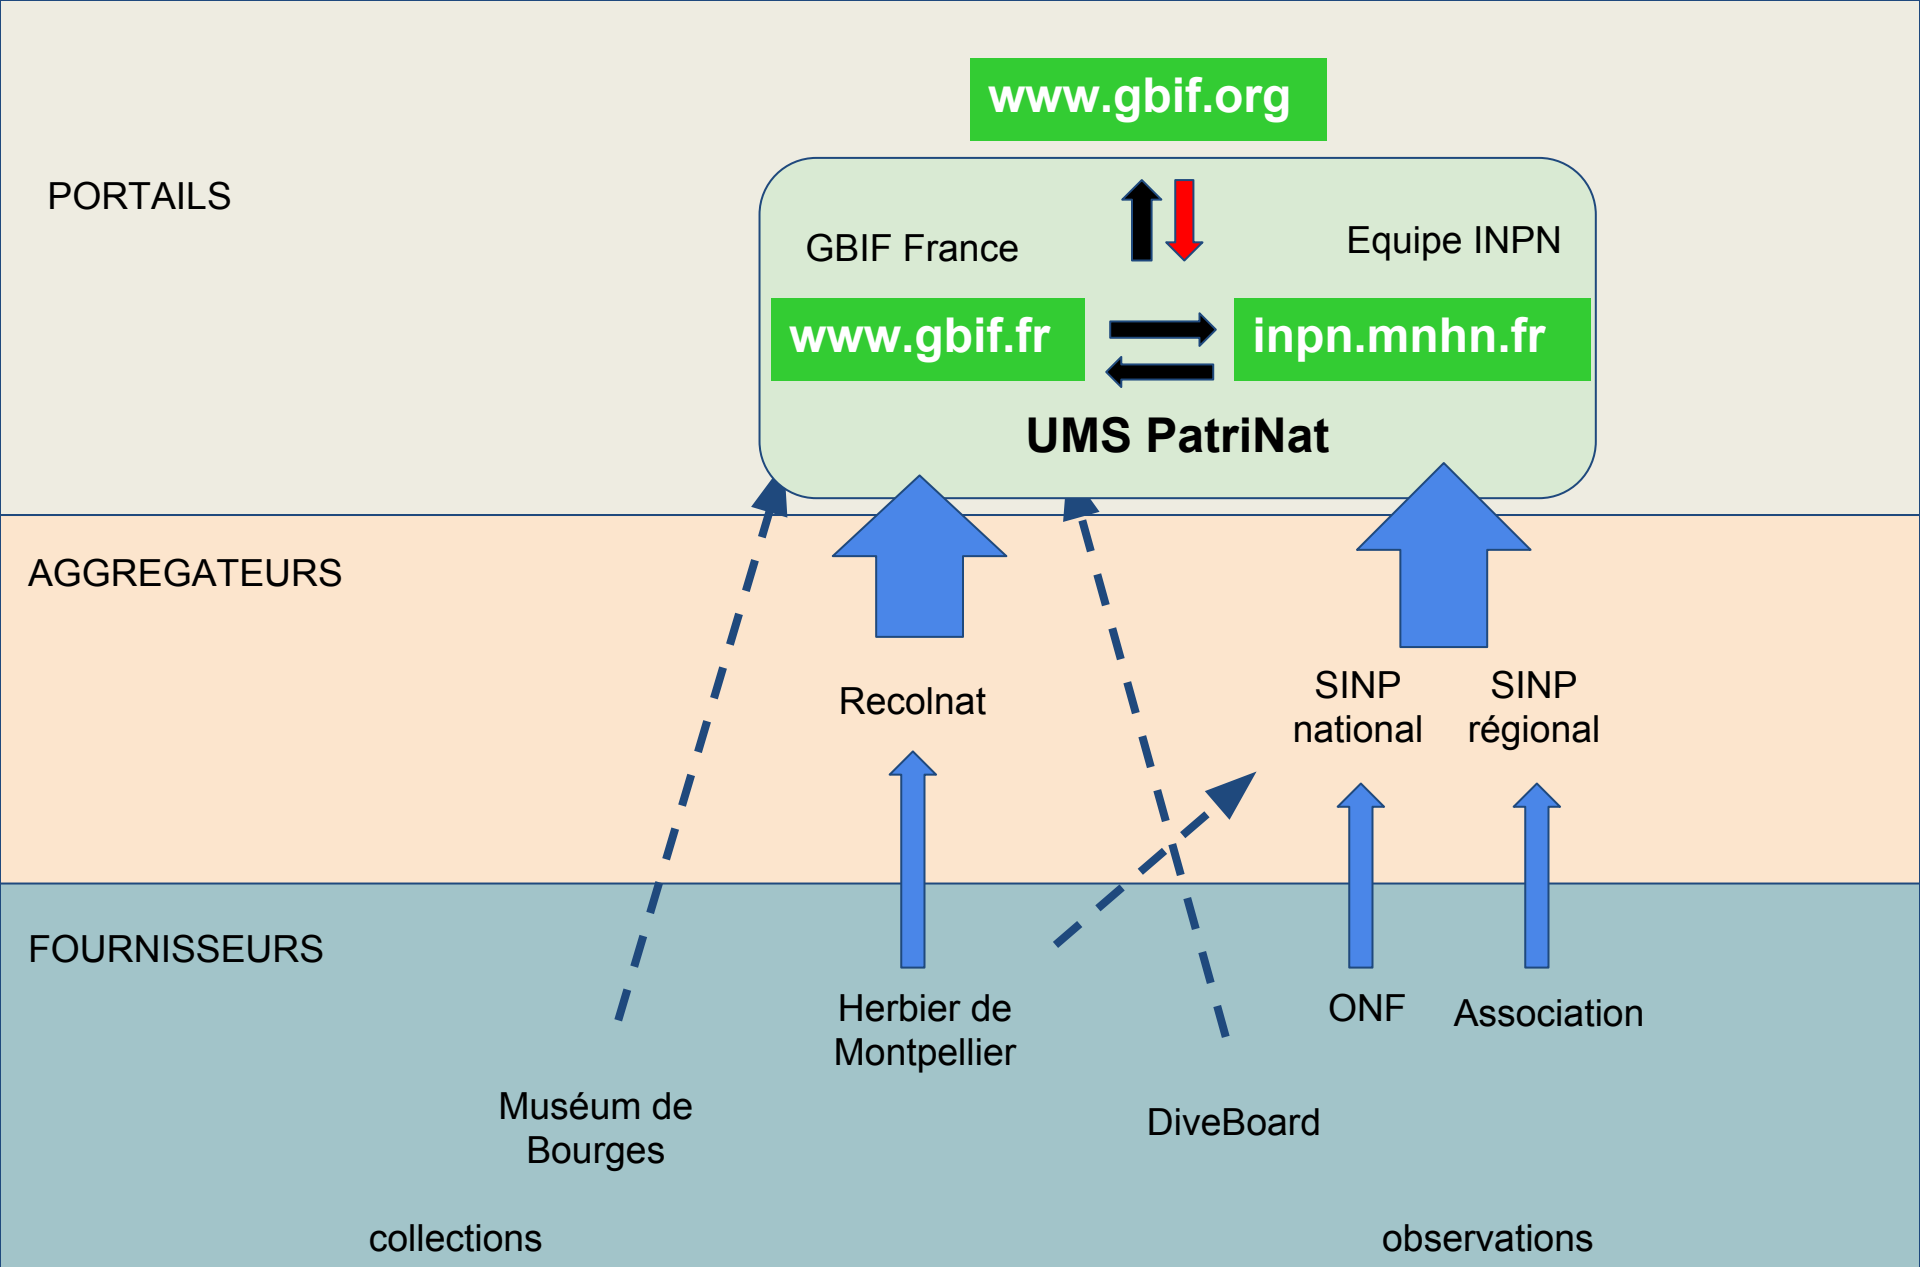 www.gbif.org
PORTAILS
GBIF France
Equipe INPN
www.gbif.fr
inpn.mnhn.fr
UMS PatriNat
AGGREGATEURS
Recolnat
SINP
national
SINP
régional
FOURNISSEURS
Herbier de
Montpellier
ONF
Association
Muséum de
Bourges
DiveBoard
collections
observations